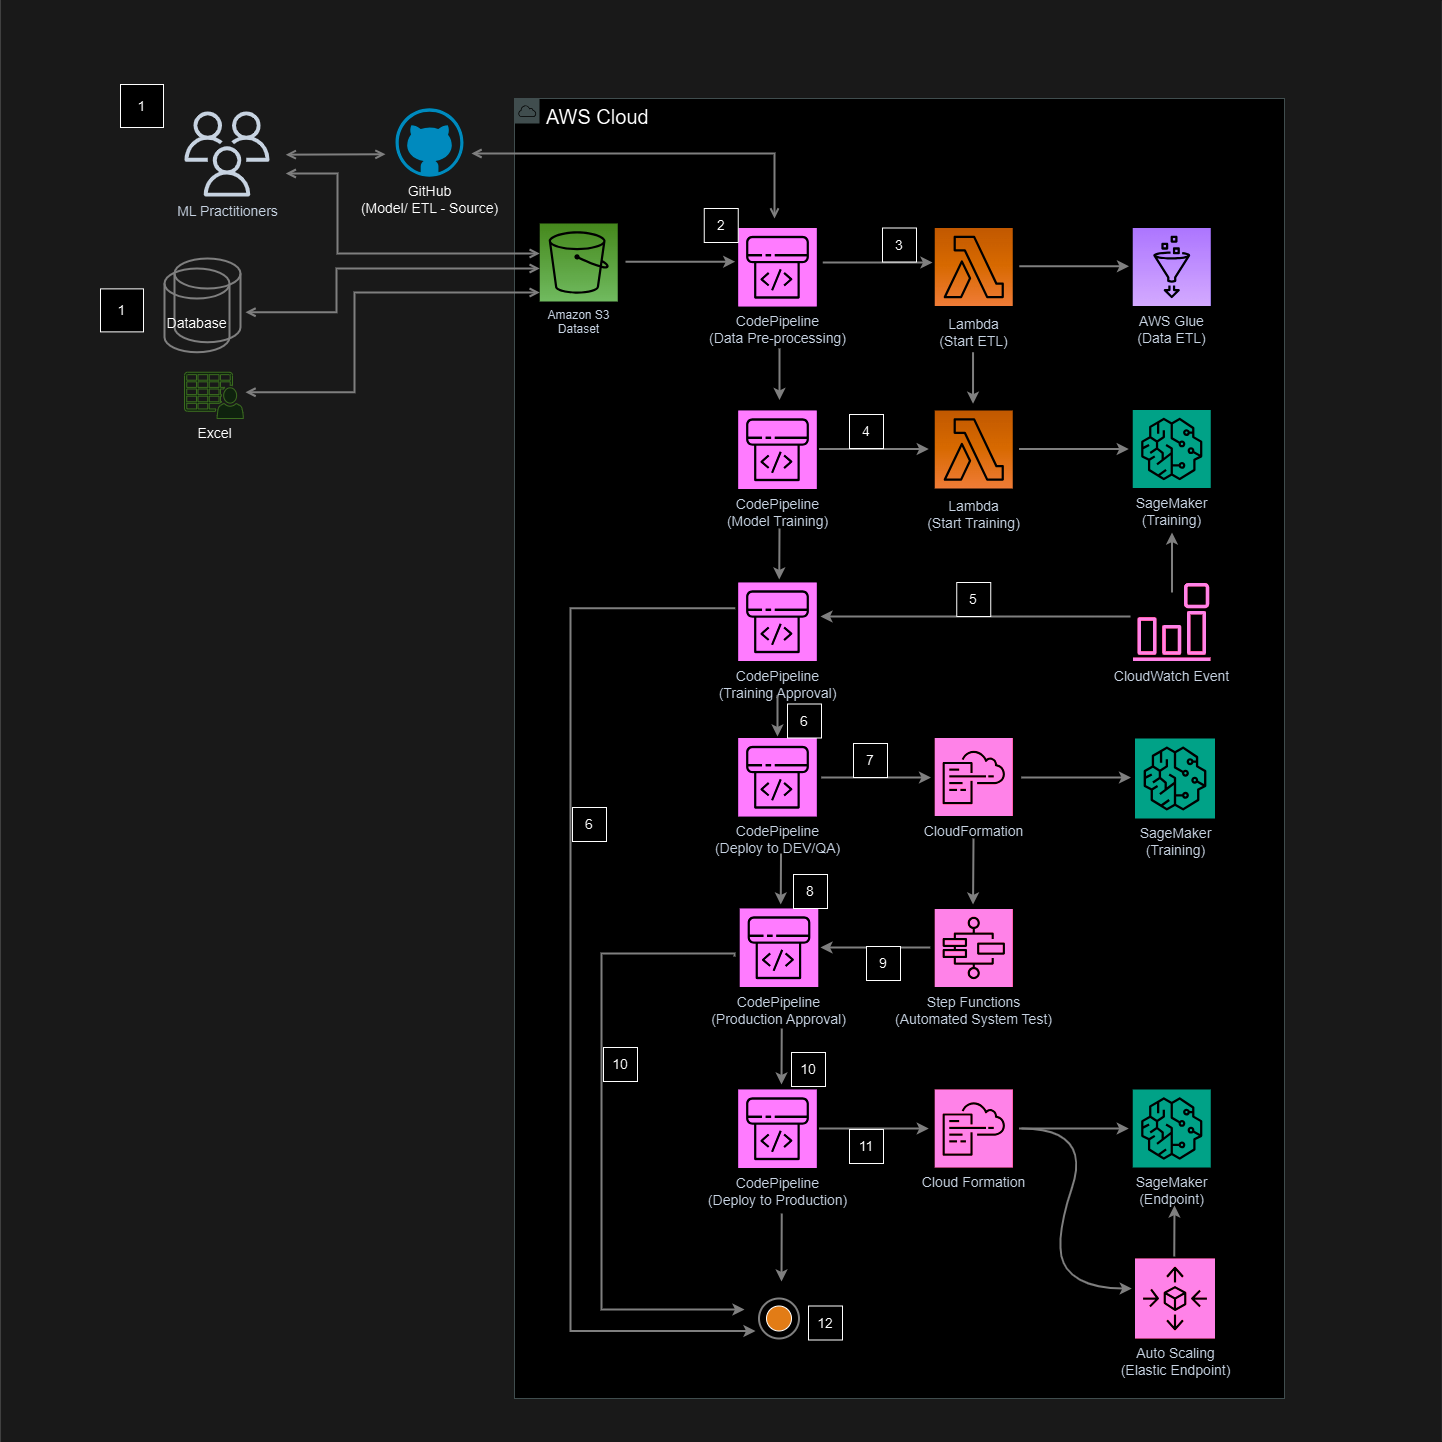 1
AWS Cloud
GitHub
(Model/ ETL - Source)
ML Practitioners
2
3
1
Database
Amazon S3
Dataset
CodePipeline
(Data Pre-processing)
Lambda
(Start ETL)
AWS Glue
(Data ETL)
Excel
4
CodePipeline
(Model Training)
Lambda
(Start Training)
SageMaker
(Training)
5
CodePipeline
(Training Approval)
CloudWatch Event
6
7
6
CodePipeline
(Deploy to DEV/QA)
CloudFormation
SageMaker
(Training)
8
9
CodePipeline
(Production Approval)
Step Functions
(Automated System Test)
10
10
11
CodePipeline
(Deploy to Production)
Cloud Formation
SageMaker
(Endpoint)
12
Auto Scaling
(Elastic Endpoint)